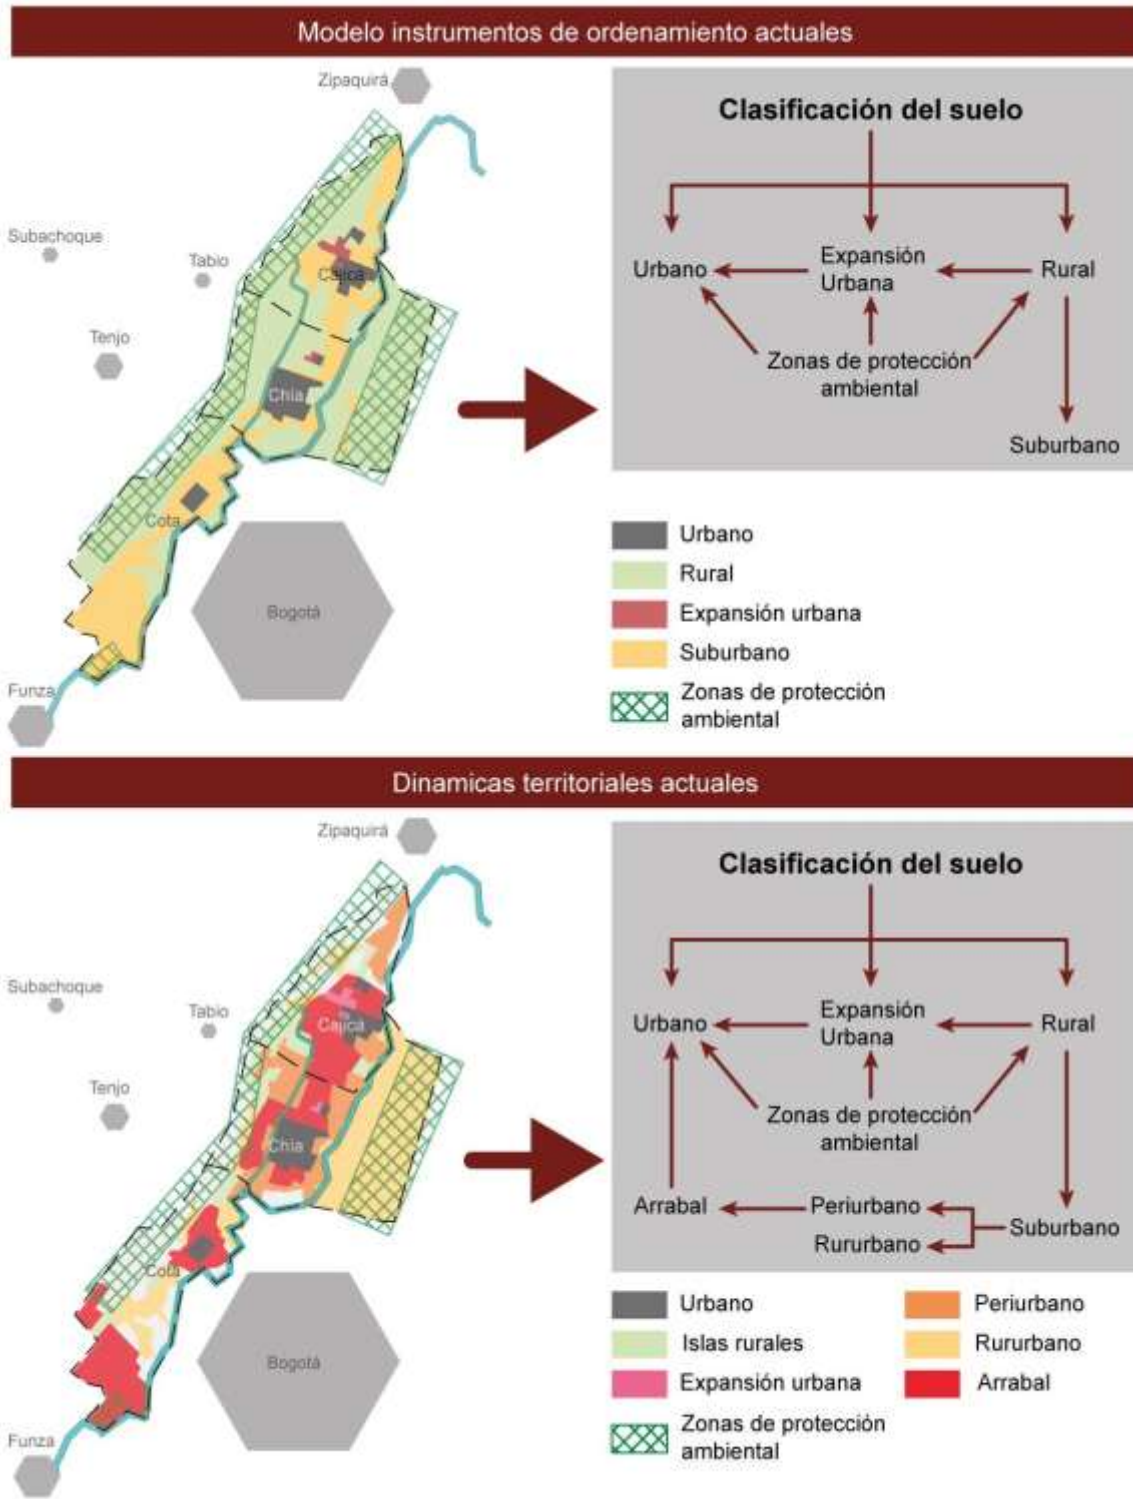 Modelo instrumentos de ordenamiento actuales
Zipaquirá
Subachoque
Tabio
Cajicá
Tenjo
Chía
Cota
Bogotá
Funza
Clasificación del suelo
Urbano
Expansión
Urbana
Rural
Zonas de protección
ambiental
Suburbano
Urbano
Rural
Expansión urbana
Suburbano
Zonas de protección
ambiental
Dinamicas territoriales actuales
Zipaquirá
Subachoque
Tabio
Cajicá
Tenjo
Chía
Cota
Bogotá
Funza
Clasificación del suelo
Urbano
Expansión
Urbana
Rural
Zonas de protección
ambiental
Arrabal
Periurbano
Suburbano
Rururbano
Urbano
Islas rurales
Expansión urbana
Zonas de protección
ambiental
Periurbano
Rururbano
Arrabal